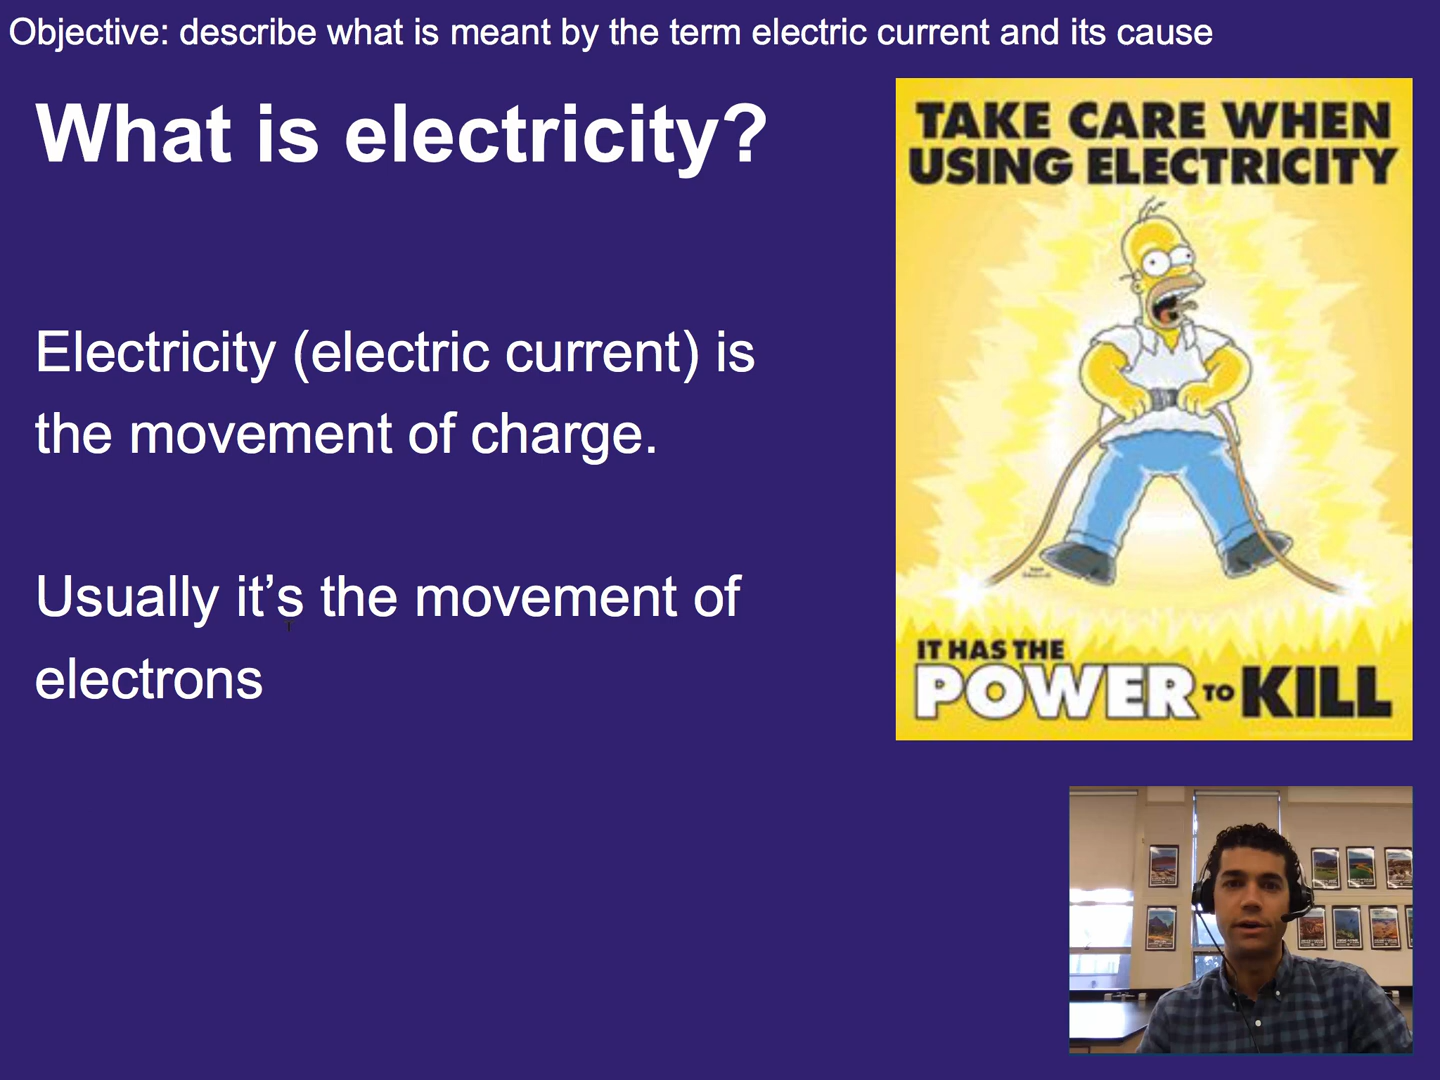 Objective: describe what is meant by the term electric current and its cause
What is electricity?
Electricity (electric current) is
the movement of charge.
Usually it’s the movement of
electrons
TAKE CARE WHEN
USING ELECTRICITY
IT HAS THE
POWER TO KILL